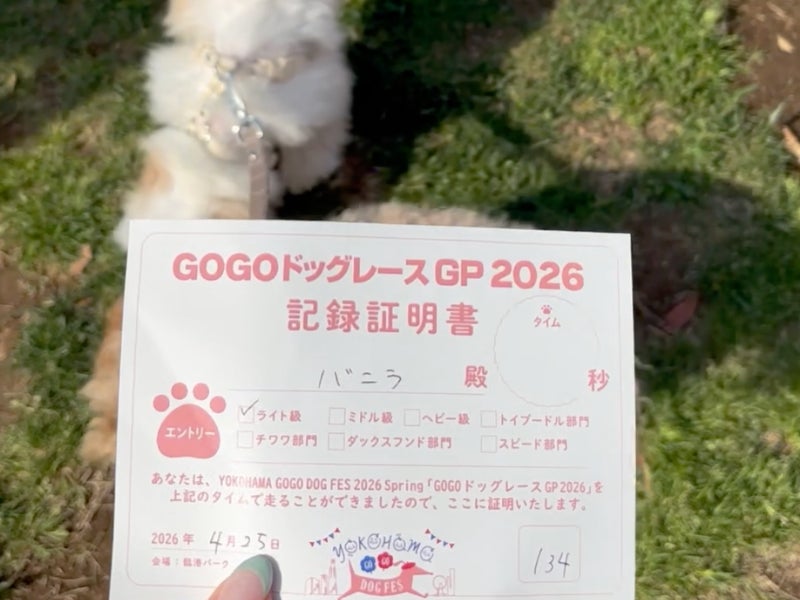 GOGOドッグレースGP 2026
記録証明書
タイム
バニラ 殿 秒
エントリー
ライト級 ミドル級 ヘビー級 トイプードル部門
チワワ部門 ダックスフンド部門 スピード部門
あなたは、YOKOHAMA GOGO DOG FES 2026 Spring「GOGOドッグレースGP2026」を
上記のタイムで走ることができましたので、ここに証明いたします。
2026年 4月25日
会場：臨港パーク
YOKOHAMA
GO GO
DOG FES
134